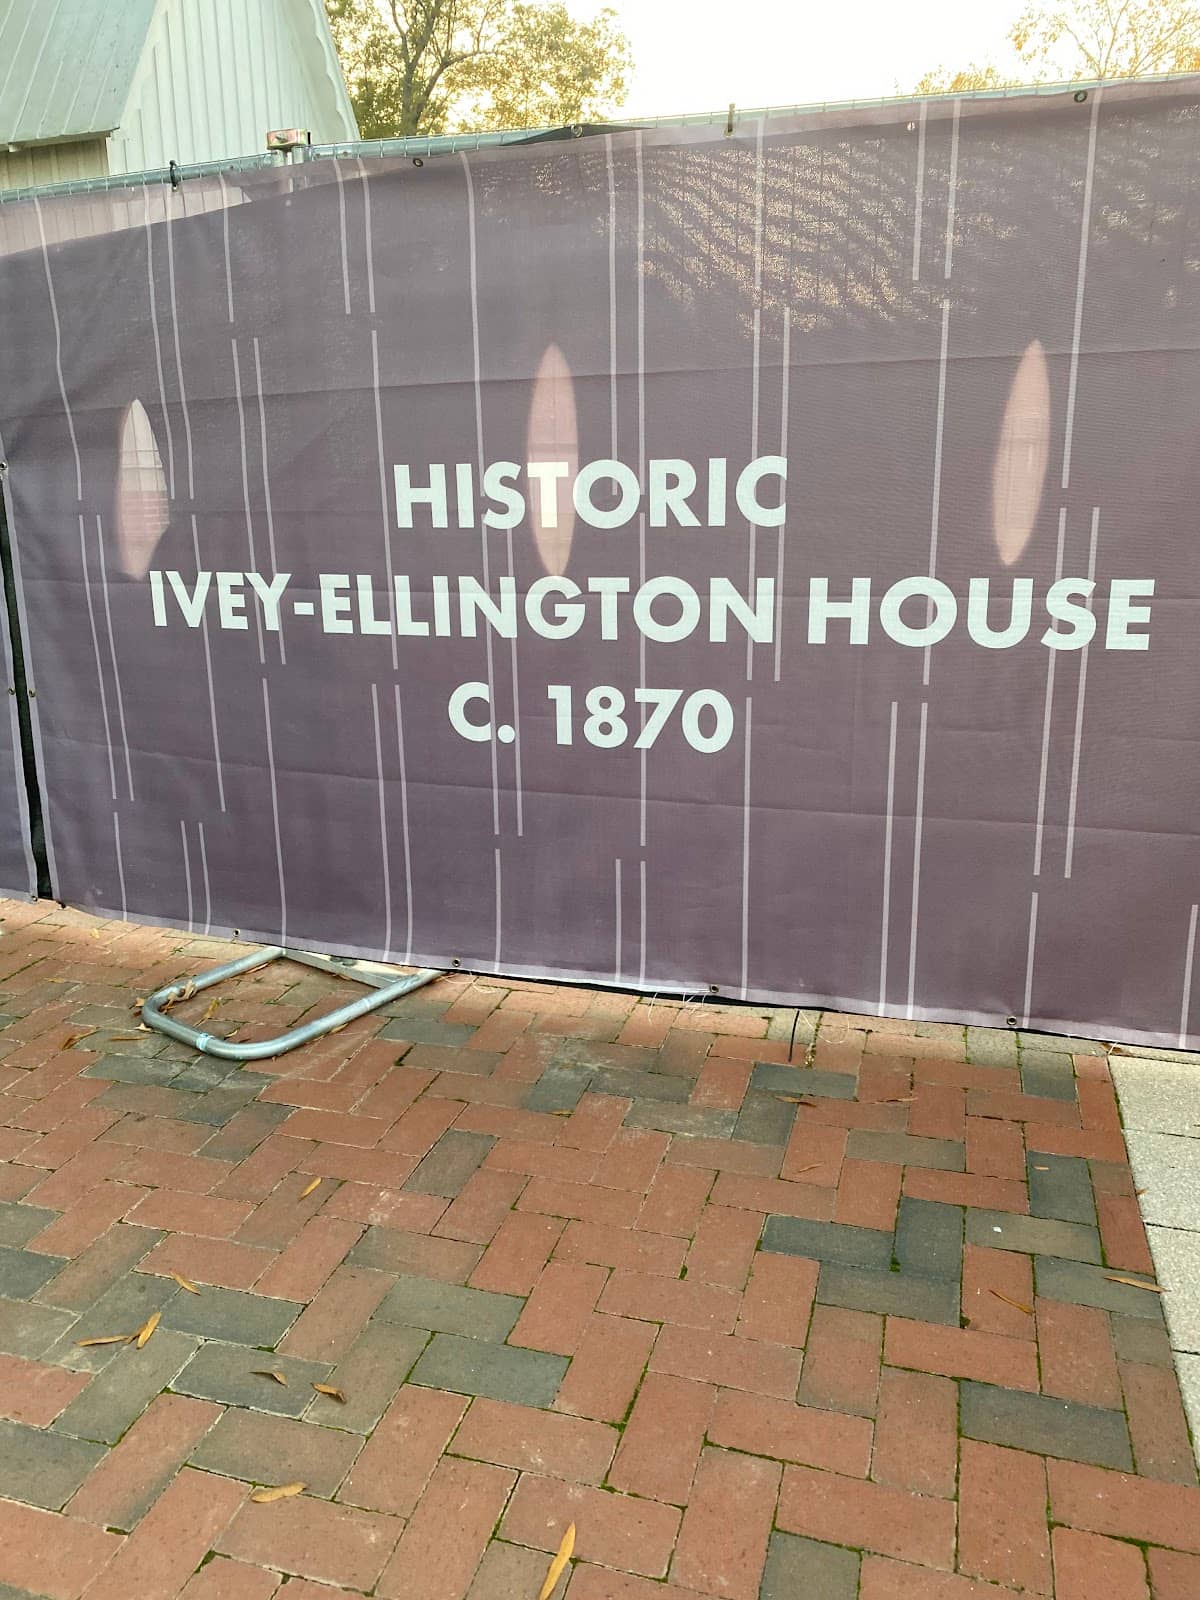 HISTORIC
IVEY-ELLINGTON HOUSE
C. 1870